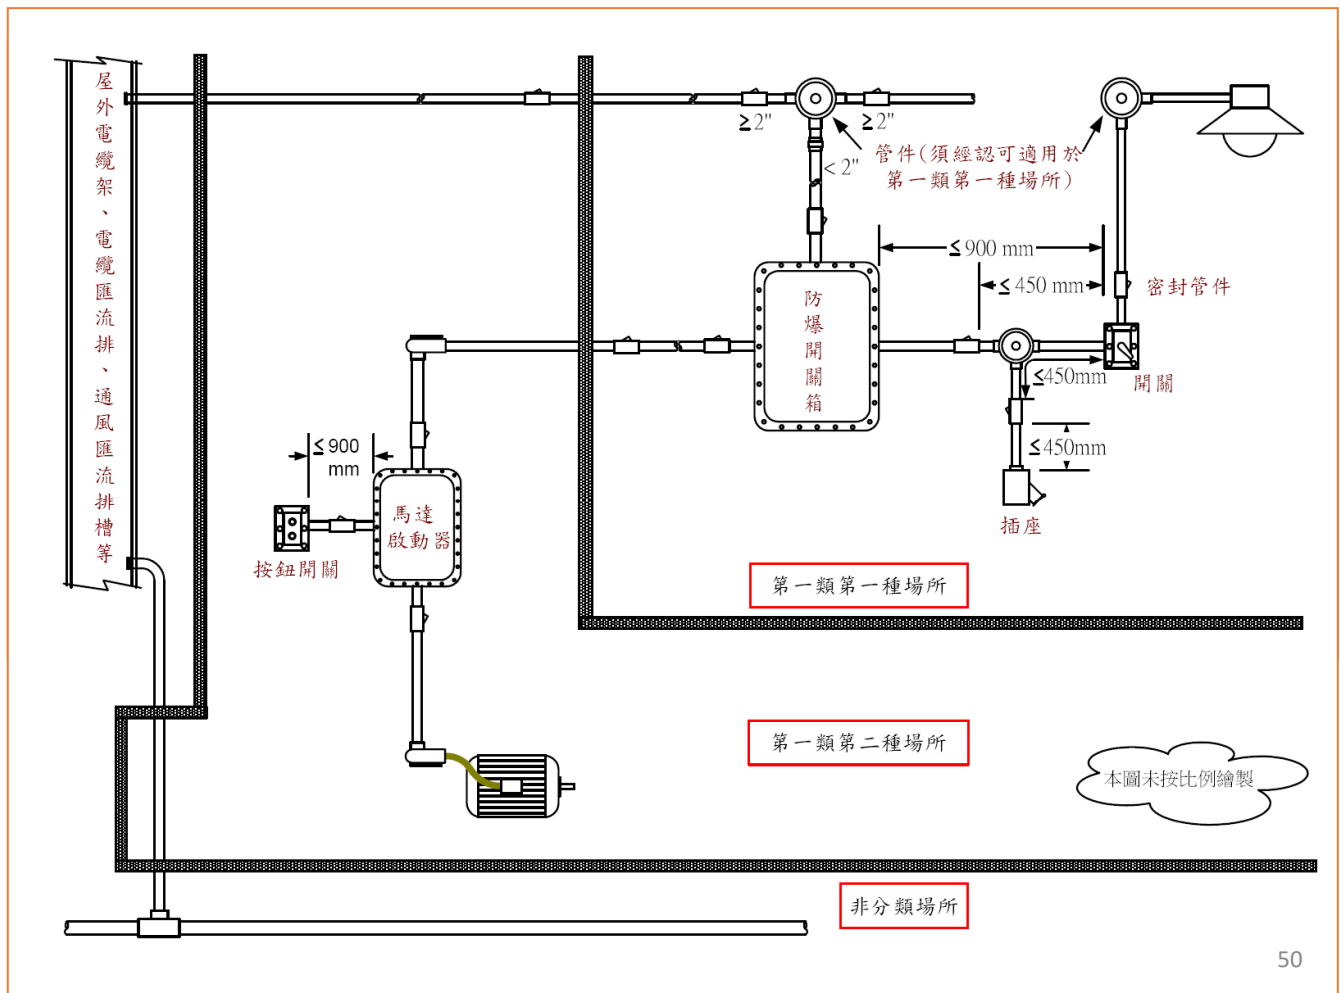 屋外電纜架、電纜匯流排、通風匯流排槽等
≥2"
≥2"
<2"
管件(須經認可適用於
第一類第一種場所)
≤900 mm
≤450 mm
密封管件
防爆開關箱
≤450mm
開關
≤450mm
插座
≤900
mm
馬達
啟動器
按鈕開關
第一類第一種場所
第一類第二種場所
本圖未按比例繪製
非分類場所
50